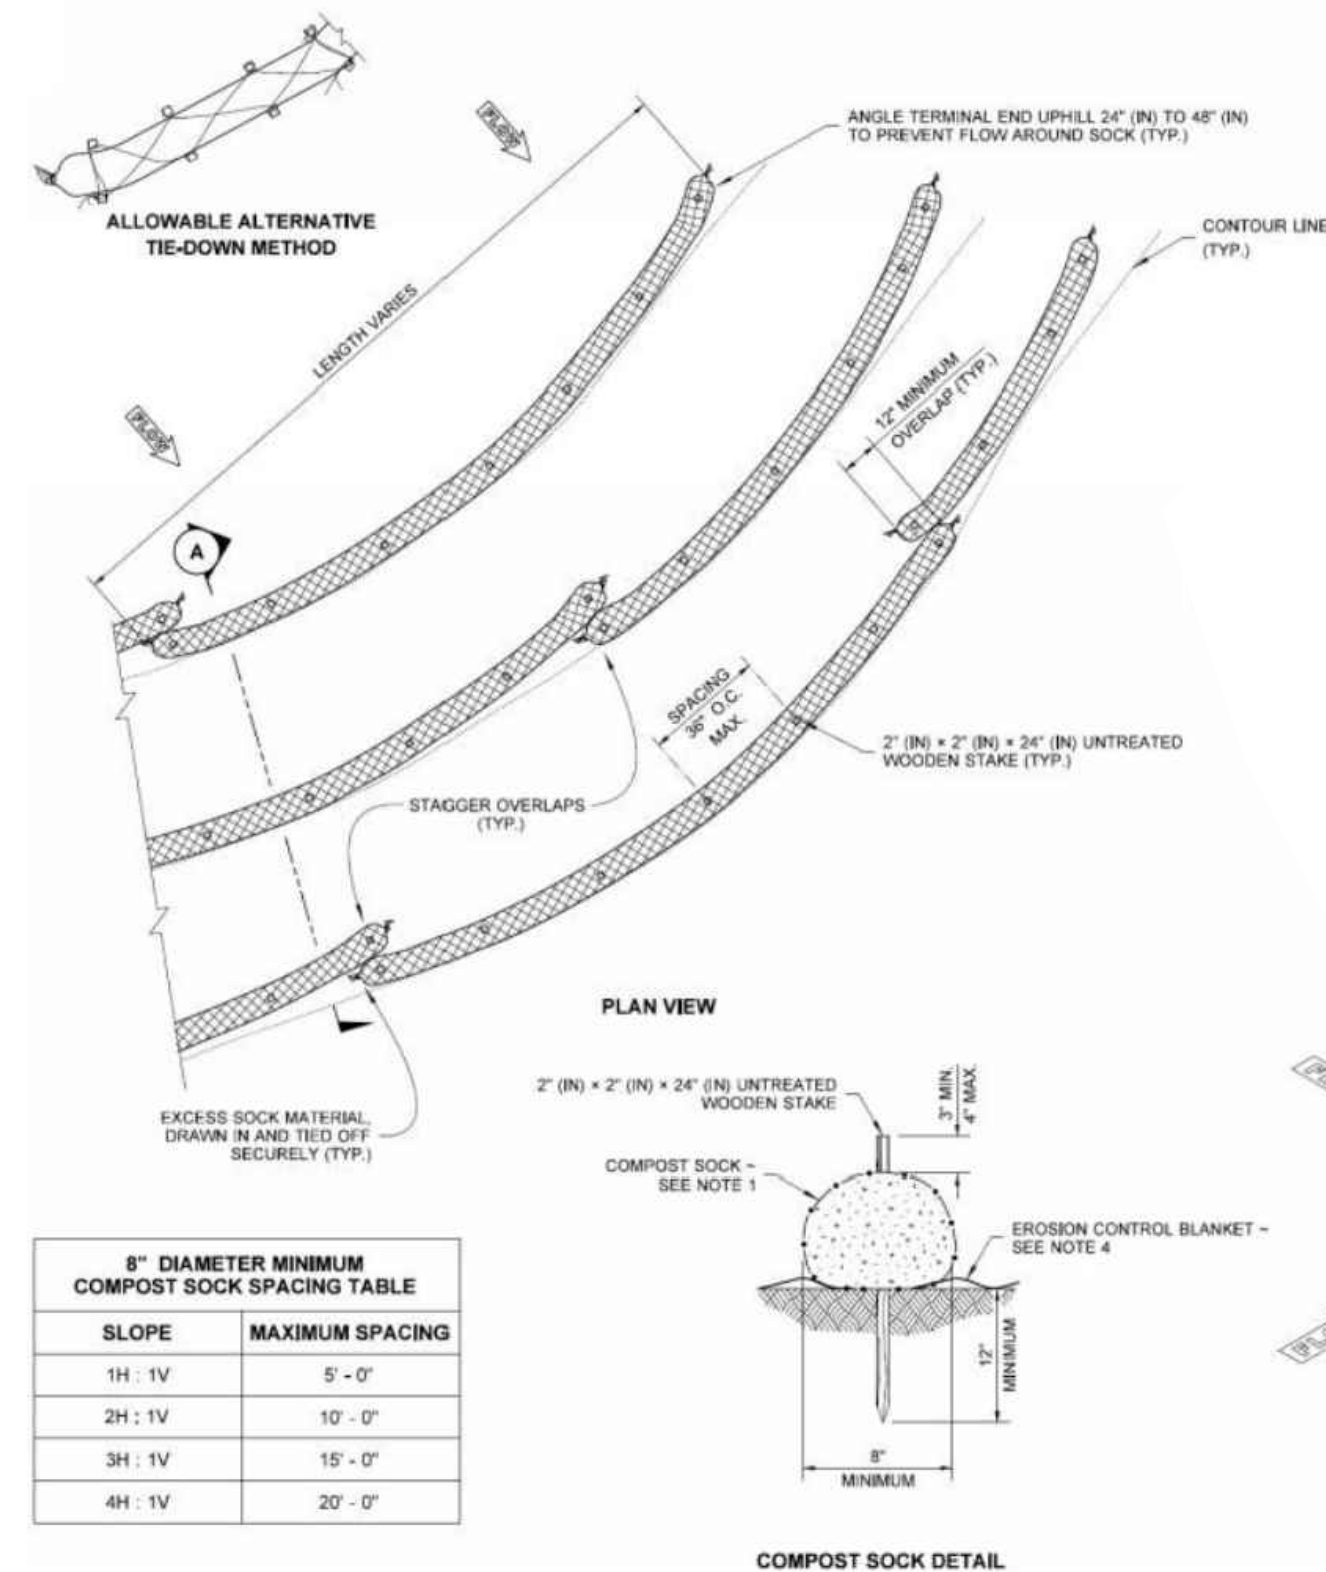 FLOW
ANGLE TERMINAL END UPHILL 24" (IN) TO 48" (IN)
TO PREVENT FLOW AROUND SOCK (TYP.)
ALLOWABLE ALTERNATIVE
TIE-DOWN METHOD
CONTOUR LINE
(TYP.)
LENGTH VARIES
12" MINIMUM
OVERLAP (TYP.)
FLOW
A
SPACING
36" O.C.
MAX.
2" (IN) × 2" (IN) × 24" (IN) UNTREATED
WOODEN STAKE (TYP.)
STAGGER OVERLAPS
(TYP.)
PLAN VIEW
EXCESS SOCK MATERIAL,
DRAWN IN AND TIED OFF
SECURELY (TYP.)
2" (IN) × 2" (IN) × 24" (IN) UNTREATED
WOODEN STAKE
3" MIN.
4" MAX.
COMPOST SOCK ~
SEE NOTE 1
EROSION CONTROL BLANKET ~
SEE NOTE 4
12"
MINIMUM
8"
MINIMUM
COMPOST SOCK DETAIL
8" DIAMETER MINIMUM
COMPOST SOCK SPACING TABLE
SLOPE MAXIMUM SPACING
1H : 1V 5' - 0"
2H : 1V 10' - 0"
3H : 1V 15' - 0"
4H : 1V 20' - 0"